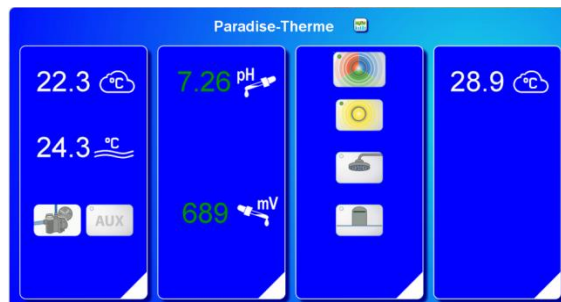 Paradise-Therme
22.3 °C
24.3 °C
AUX
7.26 pH
689 mV
28.9 °C